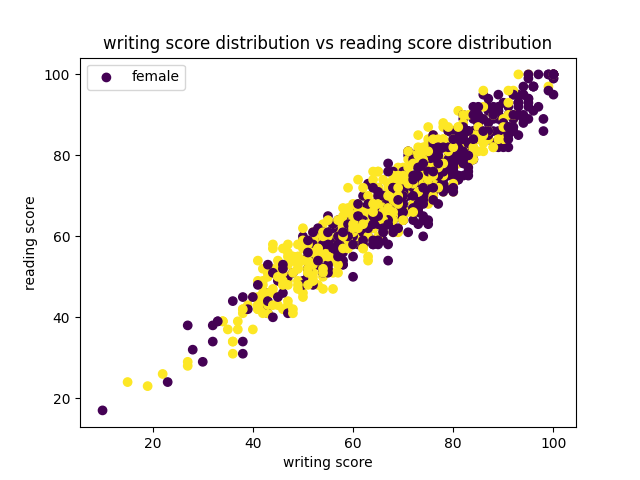 writing score distribution vs reading score distribution
female
100
80
60
40
20
reading score
20 40 60 80 100
writing score